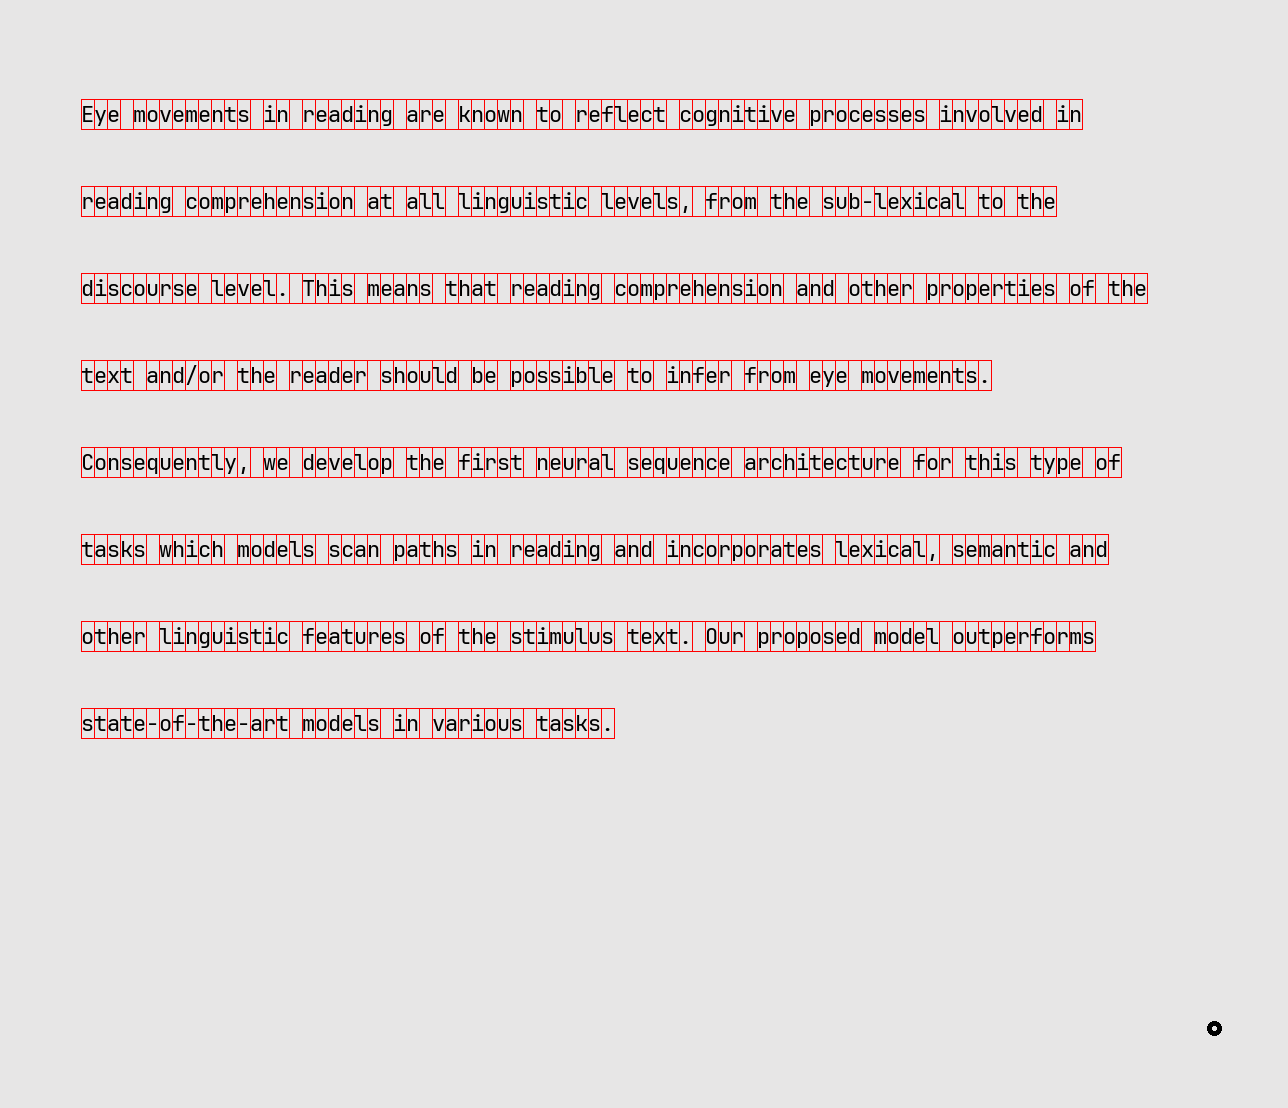 Eye movements in reading are known to reflect cognitive processes involved in
reading comprehension at all linguistic levels, from the sub-lexical to the
discourse level. This means that reading comprehension and other properties of the
text and/or the reader should be possible to infer from eye movements.
Consequently, we develop the first neural sequence architecture for this type of
tasks which models scan paths in reading and incorporates lexical, semantic and
other linguistic features of the stimulus text. Our proposed model outperforms
state-of-the-art models in various tasks.